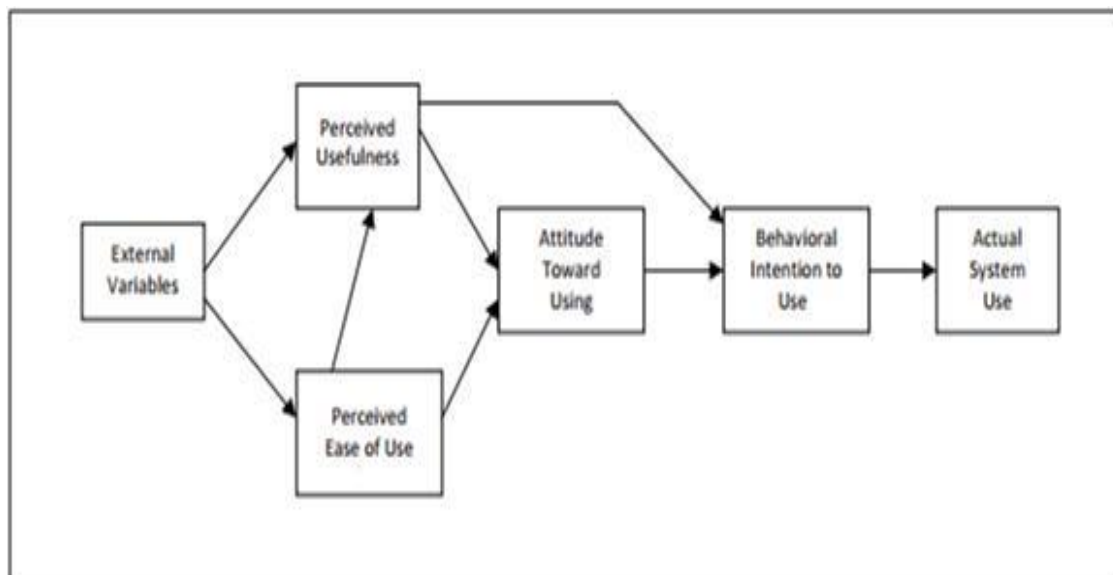 Perceived
Usefulness
External
Variables
Attitude
Toward
Using
Behavioral
Intention to
Use
Actual
System
Use
Perceived
Ease of Use